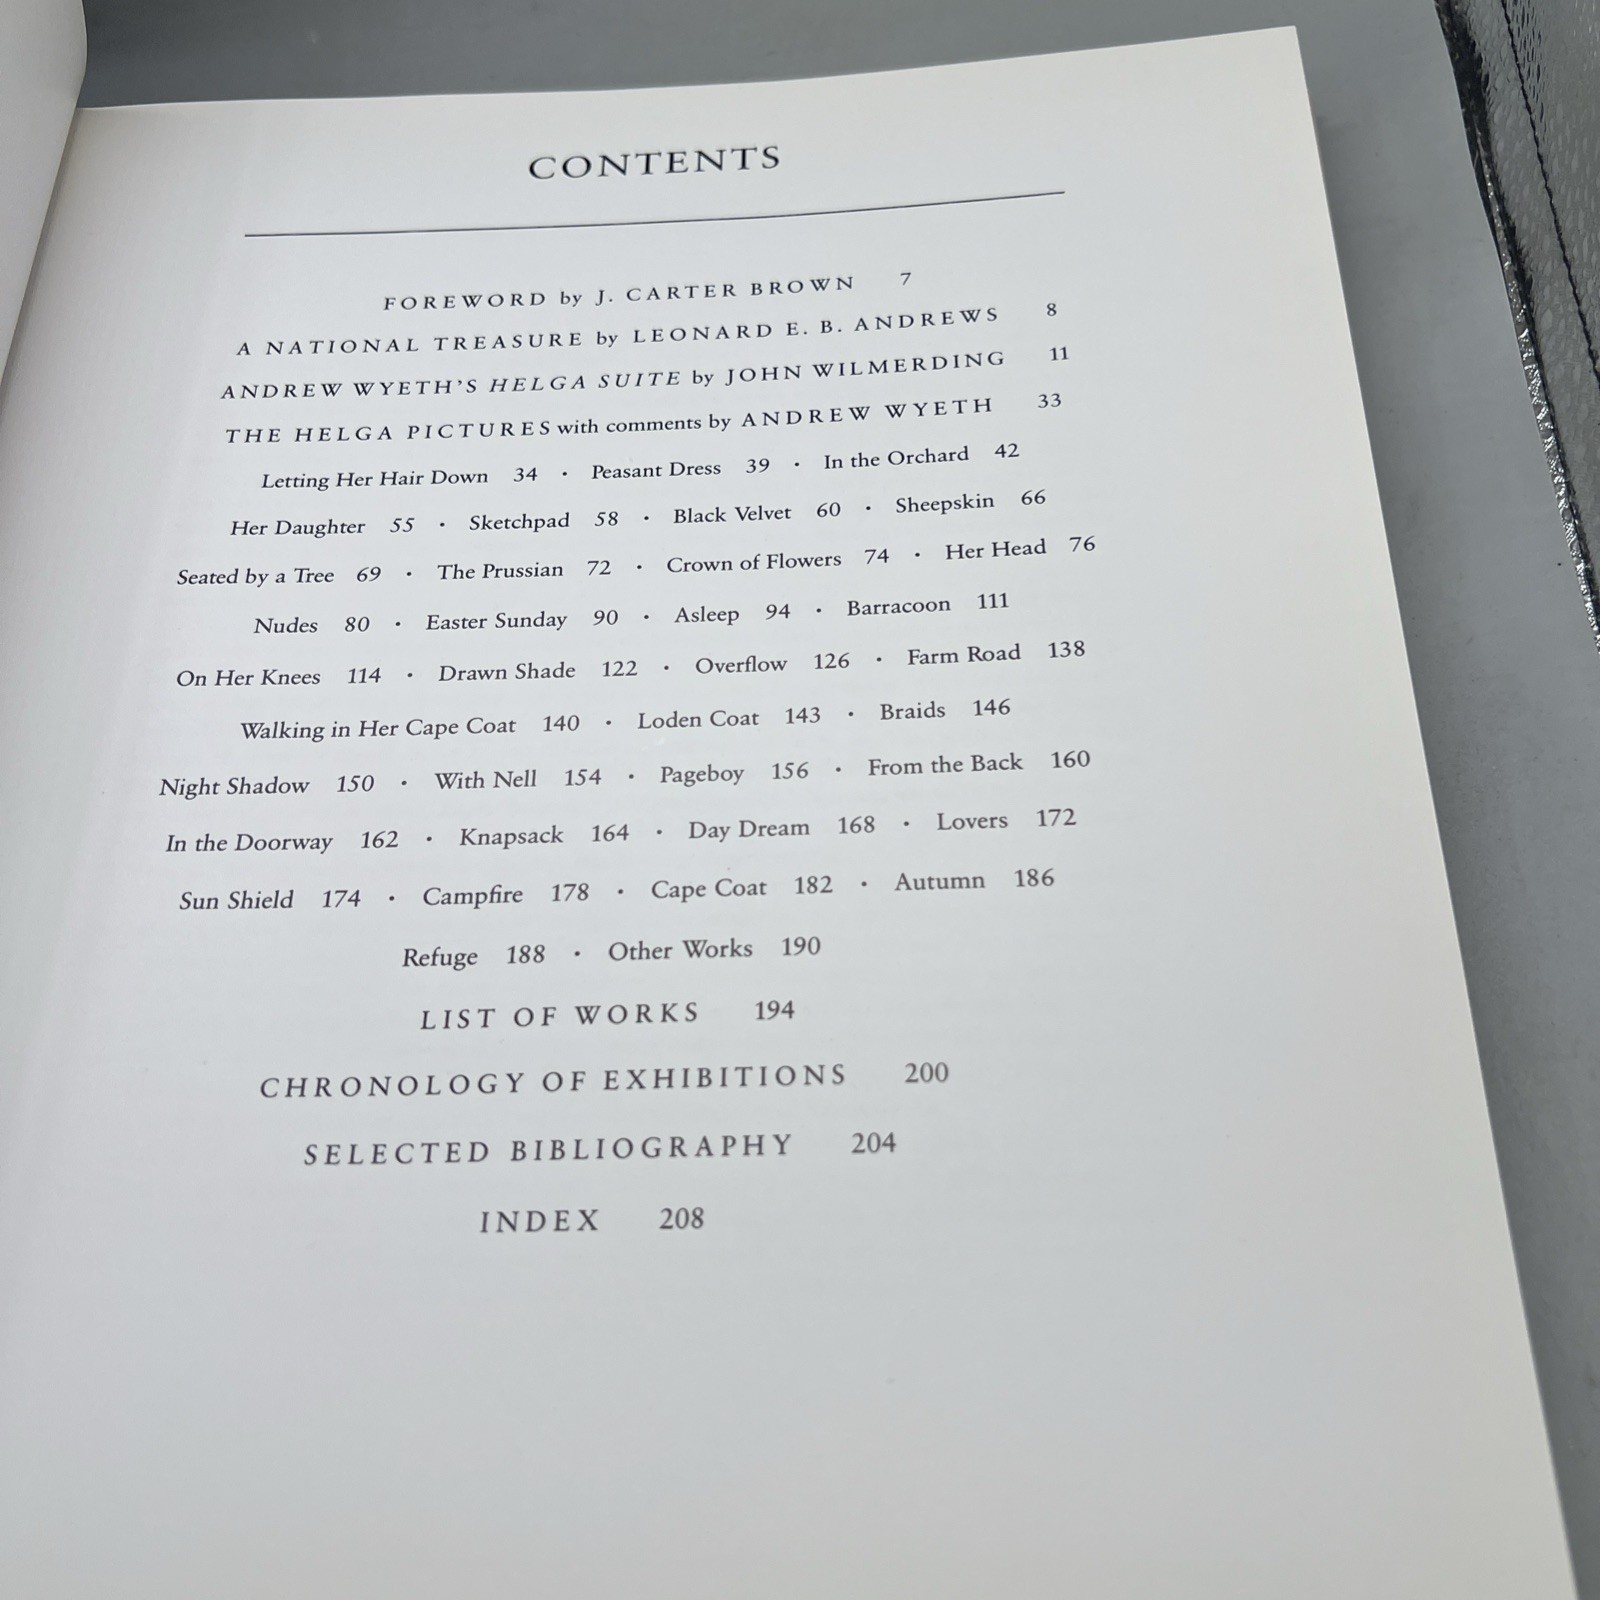 CONTENTS
FOREWORD by J. CARTER BROWN 7
A NATIONAL TREASURE by LEONARD E. B. ANDREWS 8
ANDREW WYETH'S HELGA SUITE by JOHN WILMERDING 11
THE HELGA PICTURES with comments by ANDREW WYETH 33
Letting Her Hair Down 34 · Peasant Dress 39 · In the Orchard 42
Her Daughter 55 · Sketchpad 58 · Black Velvet 60 · Sheepskin 66
Seated by a Tree 69 · The Prussian 72 · Crown of Flowers 74 · Her Head 76
Nudes 80 · Easter Sunday 90 · Asleep 94 · Barracoon 111
On Her Knees 114 · Drawn Shade 122 · Overflow 126 · Farm Road 138
Walking in Her Cape Coat 140 · Loden Coat 143 · Braids 146
Night Shadow 150 · With Nell 154 · Pageboy 156 · From the Back 160
In the Doorway 162 · Knapsack 164 · Day Dream 168 · Lovers 172
Sun Shield 174 · Campfire 178 · Cape Coat 182 · Autumn 186
Refuge 188 · Other Works 190
LIST OF WORKS 194
CHRONOLOGY OF EXHIBITIONS 200
SELECTED BIBLIOGRAPHY 204
INDEX 208